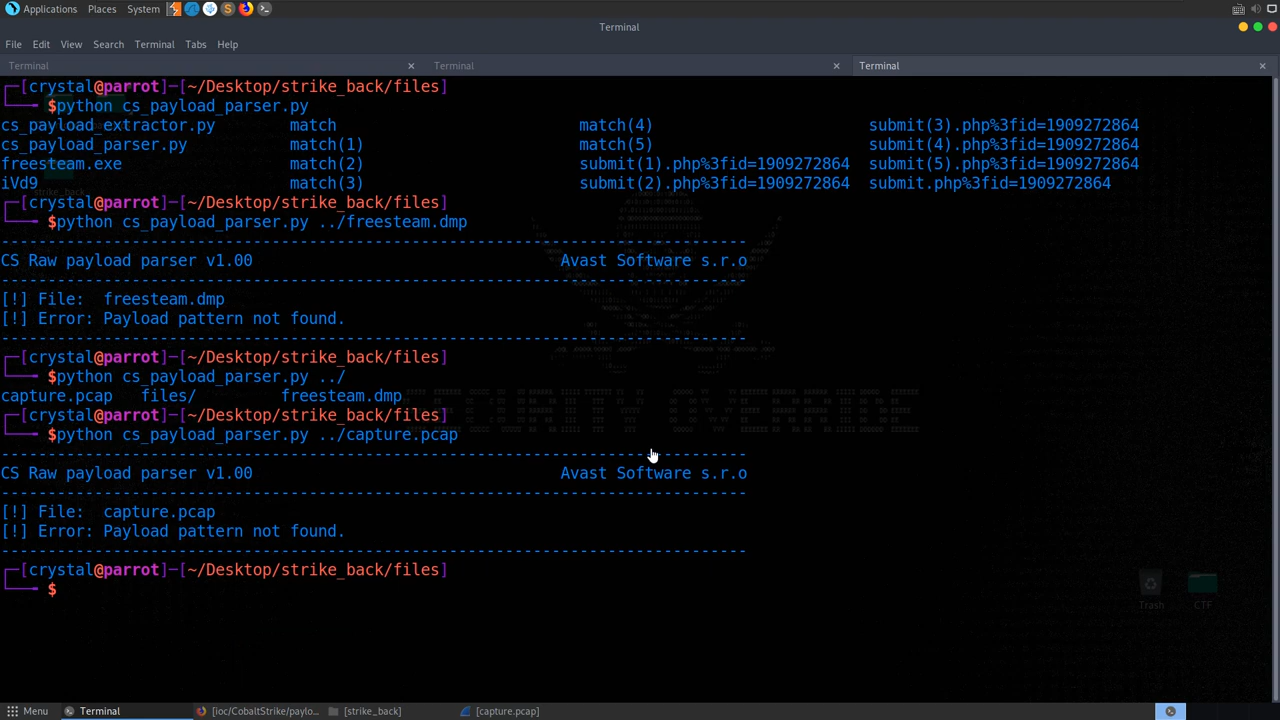 Applications Places System
Terminal
File Edit View Search Terminal Tabs Help
Terminal × Terminal × Terminal ×
┌─[crystal@parrot]─[~/Desktop/strike_back/files]
└──╼ $python cs_payload_parser.py
cs_payload_extractor.py match match(4) submit(3).php%3fid=1909272864
cs_payload_parser.py match(1) match(5) submit(4).php%3fid=1909272864
freesteam.exe match(2) submit(1).php%3fid=1909272864 submit(5).php%3fid=1909272864
iVd9 match(3) submit(2).php%3fid=1909272864 submit.php%3fid=1909272864
┌─[crystal@parrot]─[~/Desktop/strike_back/files]
└──╼ $python cs_payload_parser.py ../freesteam.dmp
--------------------------------------------------------------------------------
CS Raw payload parser v1.00 Avast Software s.r.o
--------------------------------------------------------------------------------
[!] File: freesteam.dmp
[!] Error: Payload pattern not found.
--------------------------------------------------------------------------------
┌─[crystal@parrot]─[~/Desktop/strike_back/files]
└──╼ $python cs_payload_parser.py ../
capture.pcap files/ freesteam.dmp
┌─[crystal@parrot]─[~/Desktop/strike_back/files]
└──╼ $python cs_payload_parser.py ../capture.pcap
--------------------------------------------------------------------------------
CS Raw payload parser v1.00 Avast Software s.r.o
--------------------------------------------------------------------------------
[!] File: capture.pcap
[!] Error: Payload pattern not found.
--------------------------------------------------------------------------------
┌─[crystal@parrot]─[~/Desktop/strike_back/files]
└──╼ $
Trash CTF
Menu Terminal [ioc/CobaltStrike/paylo... [strike_back] [capture.pcap]